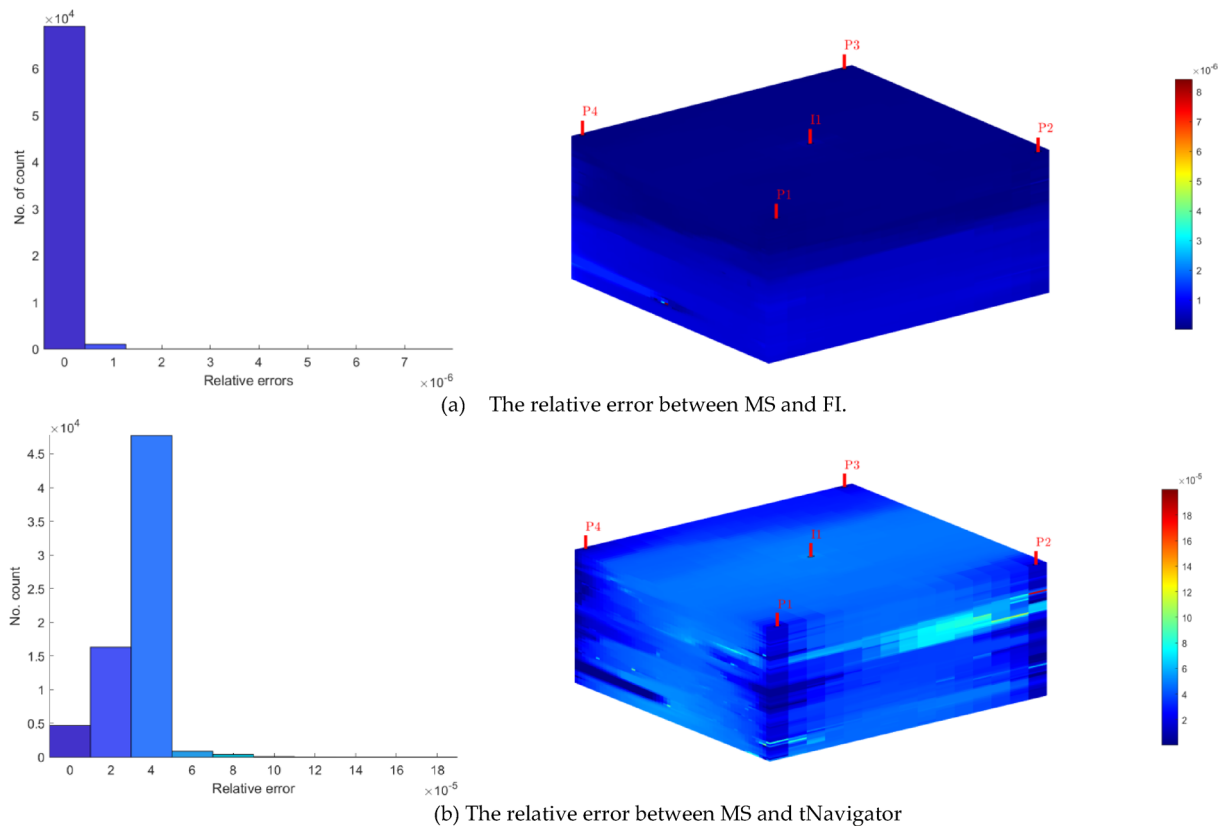 ×10⁴
6
5
4
3
2
1
0
No. of count
0 1 2 3 4 5 6 7
Relative errors
×10⁻⁶
P3
P4
I1
P2
P1
×10⁻⁶
8
7
6
5
4
3
2
1
(a) The relative error between MS and FI.
×10⁴
4.5
4
3.5
3
2.5
2
1.5
1
0.5
0
No. count
0 2 4 6 8 10 12 14 16 18
Relative error
×10⁻⁵
P3
P4
I1
P2
P1
×10⁻⁵
18
16
14
12
10
8
6
4
2
(b) The relative error between MS and tNavigator